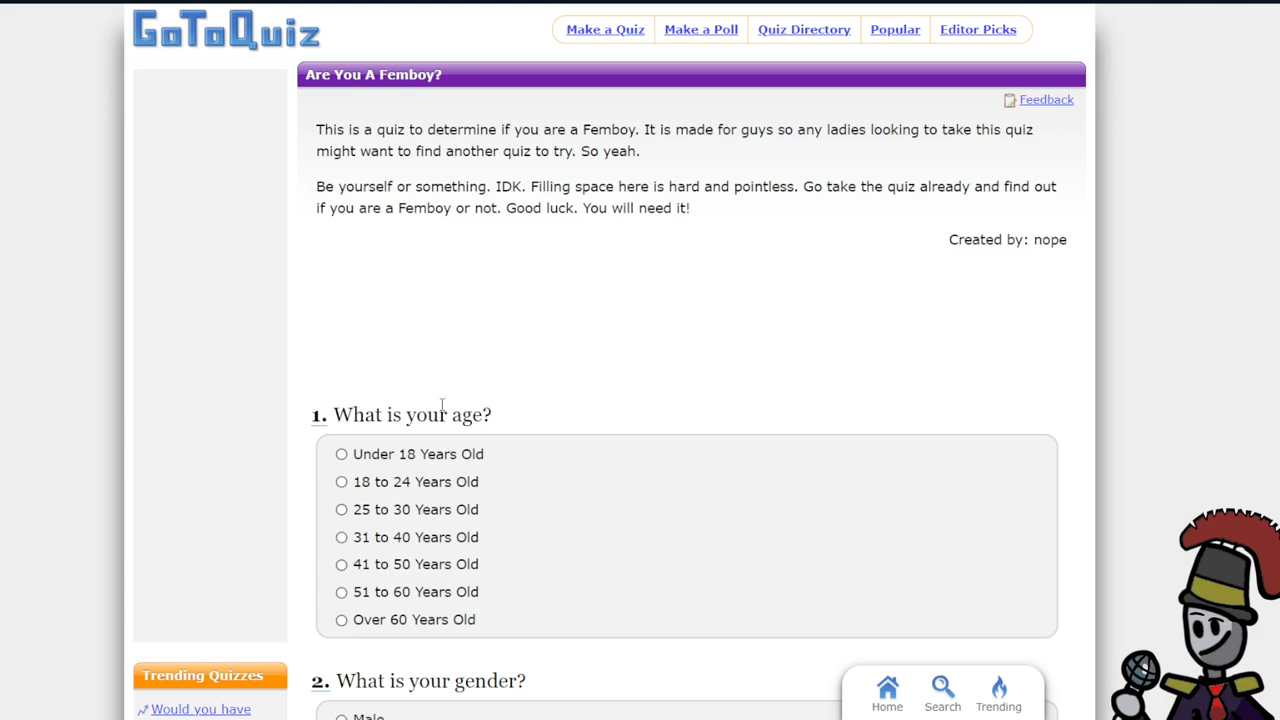 GoToQuiz
Make a Quiz Make a Poll Quiz Directory Popular Editor Picks
Are You A Femboy?
Feedback
This is a quiz to determine if you are a Femboy. It is made for guys so any ladies looking to take this quiz
might want to find another quiz to try. So yeah.
Be yourself or something. IDK. Filling space here is hard and pointless. Go take the quiz already and find out
if you are a Femboy or not. Good luck. You will need it!
Created by: nope
1. What is your age?
Under 18 Years Old
18 to 24 Years Old
25 to 30 Years Old
31 to 40 Years Old
41 to 50 Years Old
51 to 60 Years Old
Over 60 Years Old
Trending Quizzes
Would you have
2. What is your gender?
Male
Home Search Trending